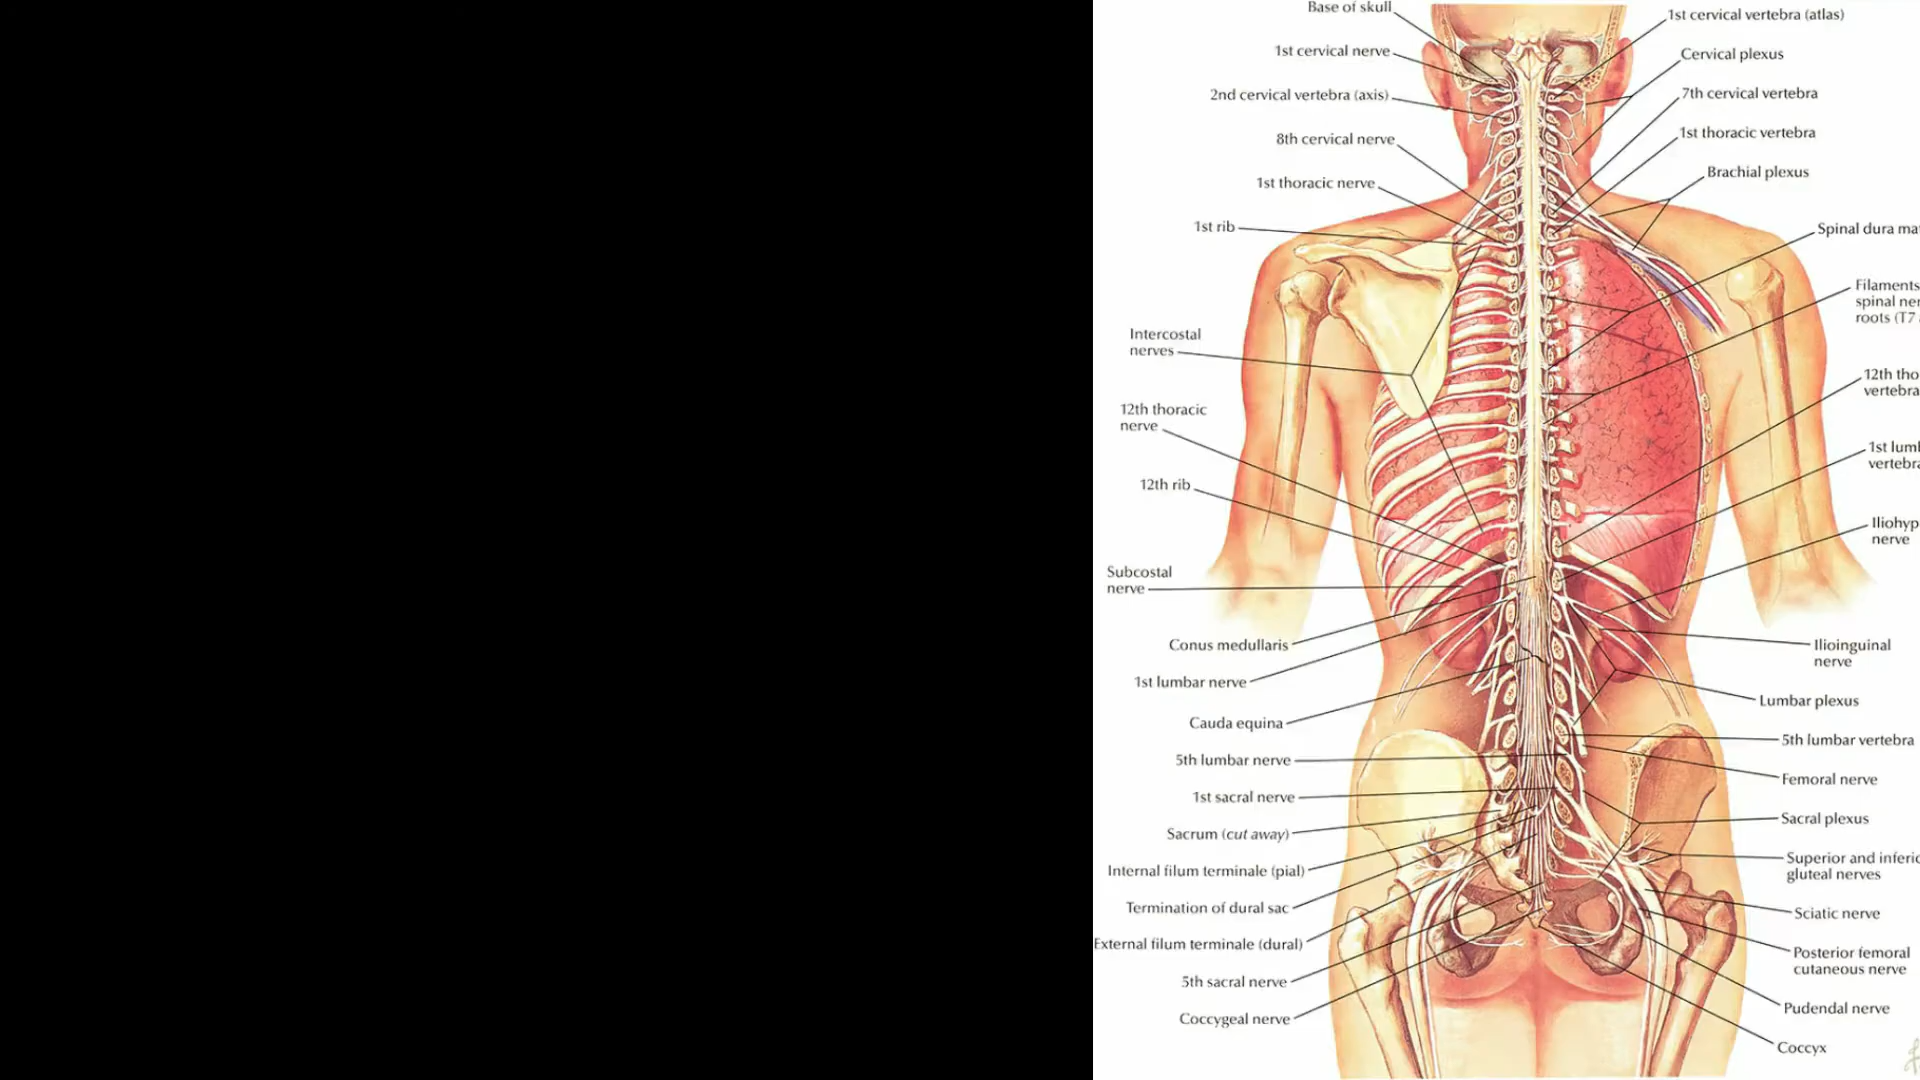 Base of skull
1st cervical nerve
2nd cervical vertebra (axis)
8th cervical nerve
1st thoracic nerve
1st rib
Intercostal
nerves
12th thoracic
nerve
12th rib
Subcostal
nerve
Conus medullaris
1st lumbar nerve
Cauda equina
5th lumbar nerve
1st sacral nerve
Sacrum (cut away)
Internal filum terminale (pial)
Termination of dural sac
External filum terminale (dural)
5th sacral nerve
Coccygeal nerve
1st cervical vertebra (atlas)
Cervical plexus
7th cervical vertebra
1st thoracic vertebra
Brachial plexus
Spinal dura ma
Filaments
spinal ner
roots (T7
12th tho
vertebra
1st luml
vertebra
Iliohyp
nerve
Ilioinguinal
nerve
Lumbar plexus
5th lumbar vertebra
Femoral nerve
Sacral plexus
Superior and inferio
gluteal nerves
Sciatic nerve
Posterior femoral
cutaneous nerve
Pudendal nerve
Coccyx